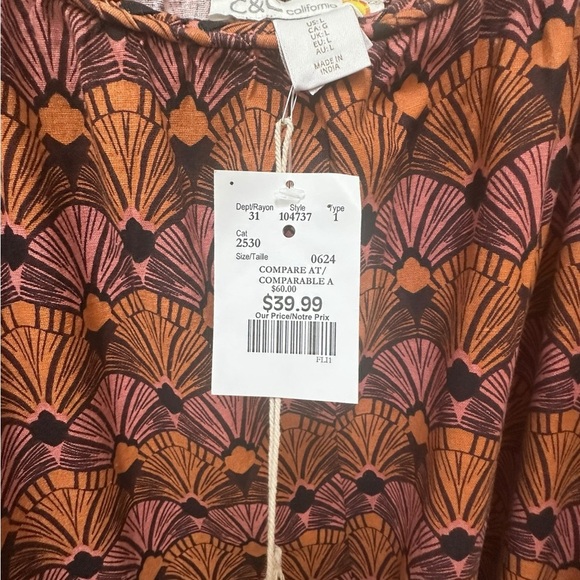 C&C california
US:L
CA: G
UK:L
EU: L
AU: L
MADE IN
INDIA
Dept/Rayon Style Type
31 104737 1
Cat
2530
Size/Taille 0624
COMPARE AT/
COMPARABLE A
$60.00
$39.99
Our Price/Notre Prix
FL11